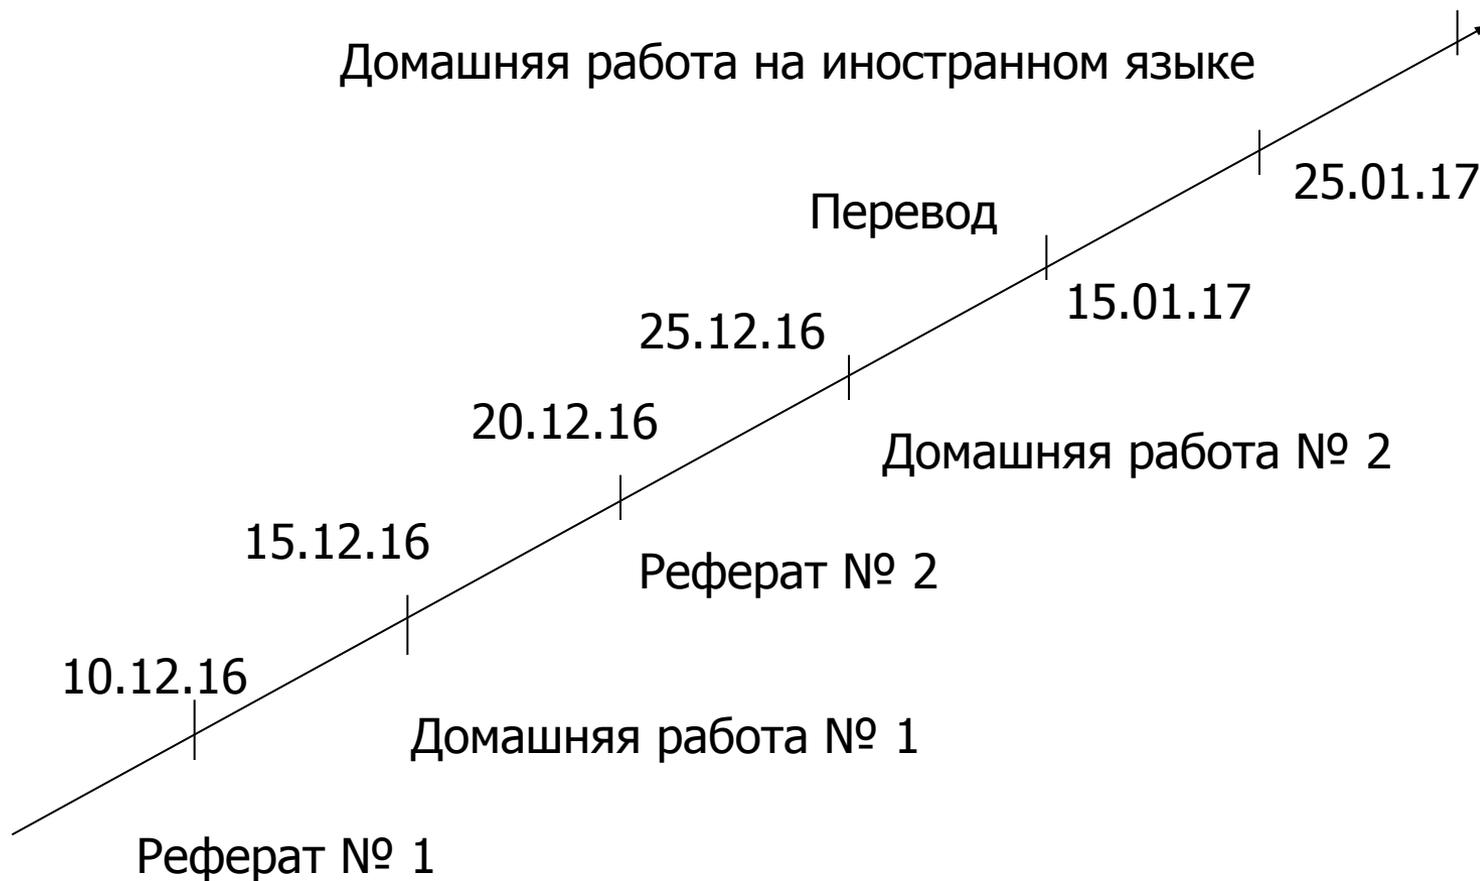 Домашняя работа на иностранном языке
25.01.17
Перевод
15.01.17
25.12.16
20.12.16
Домашняя работа № 2
15.12.16
Реферат № 2
10.12.16
Домашняя работа № 1
Реферат № 1